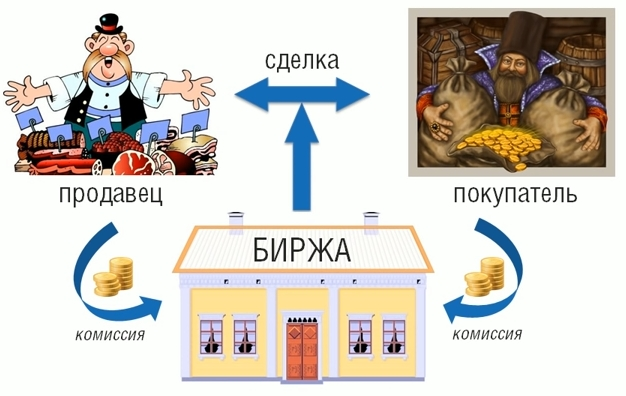 сделка
продавец
покупатель
БИРЖА
комиссия
комиссия